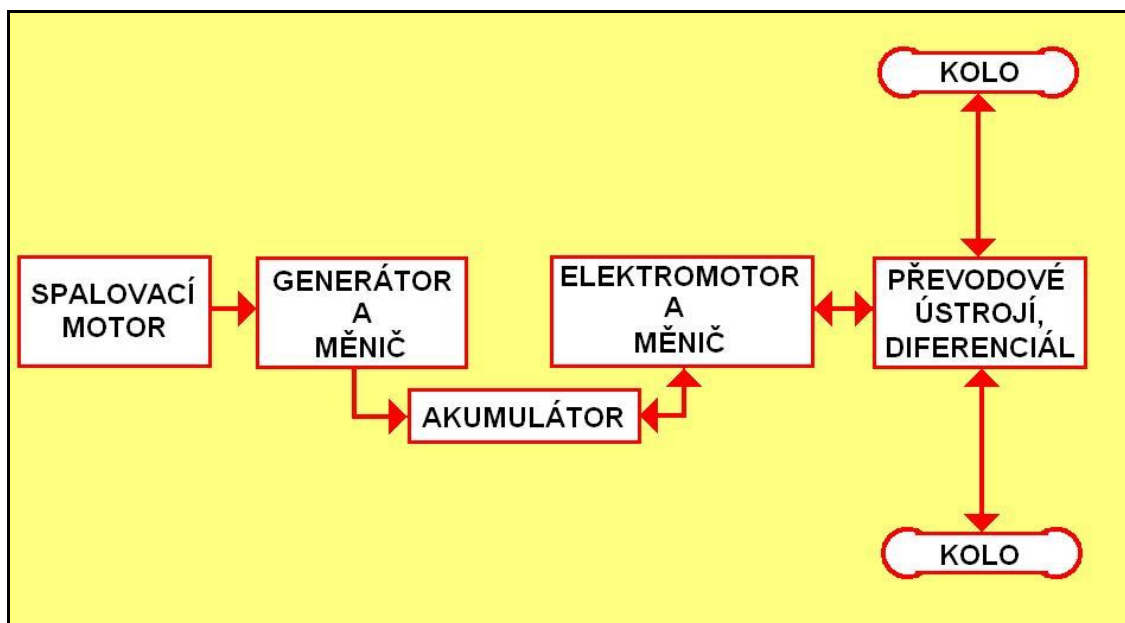 KOLO
SPALOVACÍ
MOTOR
GENERÁTOR
A
MĚNIČ
ELEKTROMOTOR
A
MĚNIČ
PŘEVODOVÉ
ÚSTROJÍ,
DIFERENCIÁL
AKUMULÁTOR
KOLO